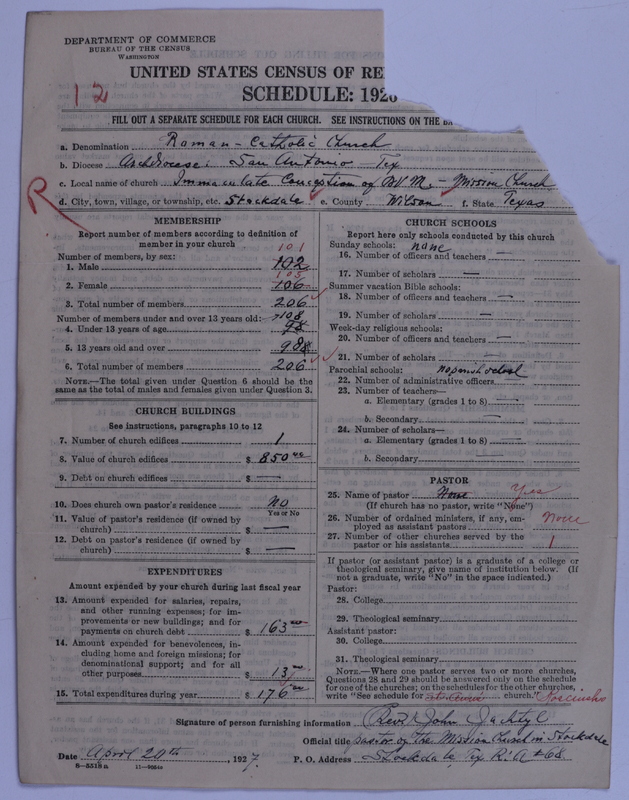 DEPARTMENT OF COMMERCE
BUREAU OF THE CENSUS
WASHINGTON
UNITED STATES CENSUS OF RE
SCHEDULE: 1926
12
FILL OUT A SEPARATE SCHEDULE FOR EACH CHURCH. SEE INSTRUCTIONS ON THE BA
a. Denomination Roman-Catholic Church
b. Diocese Archdiocese: San Antonio Tex
c. Local name of church Immaculate Conception of BVM. Mission Church
R
d. City, town, village, or township, etc. Stockdale e. County Wilson f. State Texas
MEMBERSHIP
Report number of members according to definition of
member in your church
Number of members, by sex:
101
1. Male 102
105
2. Female 106
3. Total number of members 206
Number of members under and over 13 years old: 108
4. Under 13 years of age 98
5. 13 years old and over 98
6. Total number of members 206
NOTE.—The total given under Question 6 should be
same as the total of males and females given under Question 3.
CHURCH BUILDINGS
See instructions, paragraphs 10 to 12
7. Number of church edifices 1
8. Value of church edifices $ 850 00
9. Debt on church edifices $ —
10. Does church own pastor's residence No
Yes or No
11. Value of pastor's residence (if owned by
church) $ —
12. Debt on pastor's residence (if owned by
church) $ —
EXPENDITURES
Amount expended by your church during last fiscal year
13. Amount expended for salaries, repairs,
and other running expenses; for im-
provements or new buildings; and for
payments on church debt $ 163 00
14. Amount expended for benevolences, in-
cluding home and foreign missions; for
denominational support; and for all
other purposes $ 13 00
15. Total expenditures during year $ 176 00
CHURCH SCHOOLS
Report here only schools conducted by this church
Sunday schools: none
16. Number of officers and teachers —
17. Number of scholars —
Summer vacation Bible schools:
18. Number of officers and teachers —
19. Number of scholars —
Week-day religious schools:
20. Number of officers and teachers —
21. Number of scholars —
Parochial schools: no parish school
22. Number of administrative officers
23. Number of teachers—
a. Elementary (grades 1 to 8) —
b. Secondary —
24. Number of scholars—
a. Elementary (grades 1 to 8) —
b. Secondary —
PASTOR
25. Name of pastor None Yes
(If church has no pastor, write "None")
26. Number of ordained ministers, if any, em-
ployed as assistant pastors None
27. Number of other churches served by the
pastor or his assistants 1
If pastor (or assistant pastor) is a graduate of a college or
theological seminary, give name of institution below. (If
not a graduate, write "No" in the space indicated.)
Pastor:
28. College
29. Theological seminary
Assistant pastor:
30. College
31. Theological seminary
NOTE.—Where one pastor serves two or more churches,
Questions 28 and 29 should be answered only on the schedule
for one of the churches; on the schedules for the other churches,
write "See schedule for church."
Signature of person furnishing information Rev. John
Official title pastor of the Mission Church in Stockdale
Date April 20th, 1927. P. O. Address Stockdale Tex R. A # 68
8-5518a 11-9064a